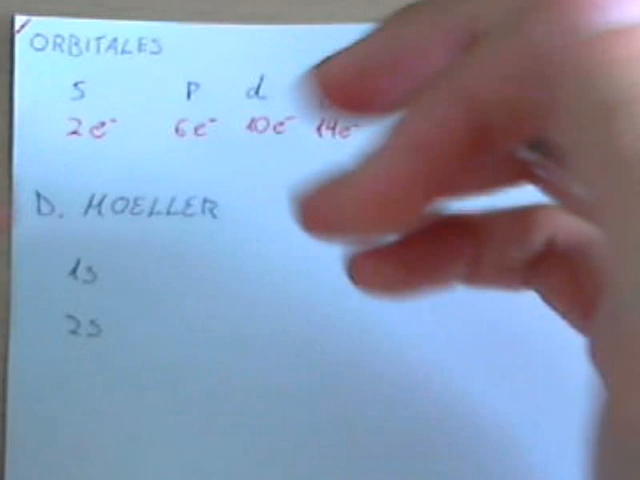 ORBITALES
s p d
2e⁻ 6e⁻ 10e⁻ 14e⁻
D. MOELLER
1s
2s